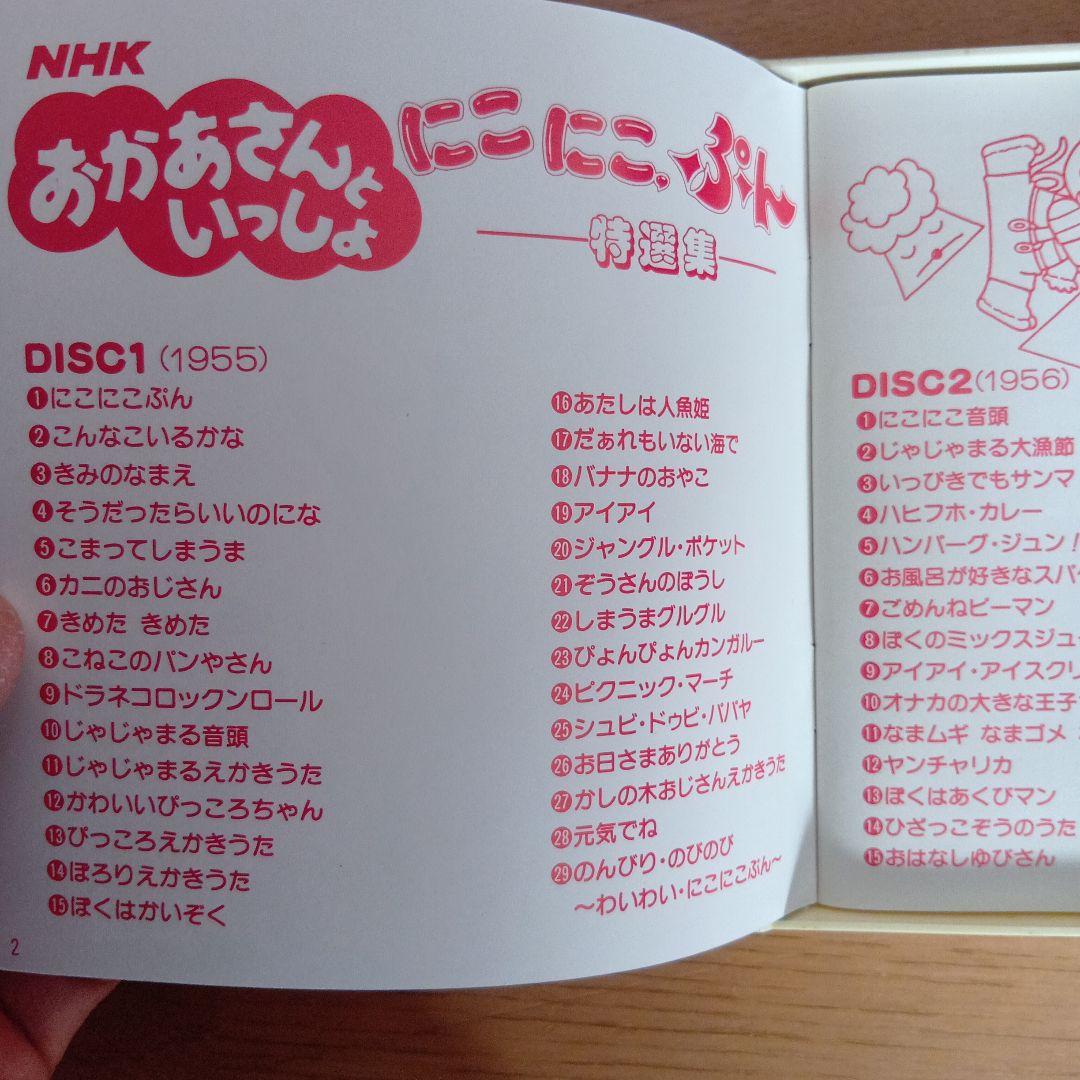 NHK
おかあさんと
いっしょ
にこにこ、ぷん
特選集
DISC1(1955)
❶にこにこぷん
❷こんなこいるかな
❸きみのなまえ
❹そうだったらいいのにな
❺こまってしまうま
❻カニのおじさん
❼きめた きめた
❽こねこのパンやさん
❾ドラネコロックンロール
❿じゃじゃまる音頭
⓫じゃじゃまるえかきうた
⓬かわいいぴっころちゃん
⓭ぴっころえかきうた
⓮ぽろりえかきうた
⓯ぼくはかいぞく
⓰あたしは人魚姫
⓱だぁれもいない海で
⓲バナナのおやこ
⓳アイアイ
⓴ジャングル・ポケット
㉑ぞうさんのぼうし
㉒しまうまグルグル
㉓ぴょんぴょんカンガルー
㉔ピクニック・マーチ
㉕シュビ・ドゥビ・パパヤ
㉖お日さまありがとう
㉗かしの木おじさんえかきうた
㉘元気でね
㉙のんびり・のびのび
〜わいわい・にこにこぷん〜
2
DISC2(1956)
❶にこにこ音頭
❷じゃじゃまる大漁節
❸いっぴきでもサンマ
❹ハヒフホ・カレー
❺ハンバーグ・ジュン!
❻お風呂が好きなスパ
❼ごめんねピーマン
❽ぼくのミックスジュー
❾アイアイ・アイスクリ
❿オナカの大きな王子
⓫なまムギ なまゴメ
⓬ヤンチャリカ
⓭ぼくはあくびマン
⓮ひざっこぞうのうた
⓯おはなしゆびさん